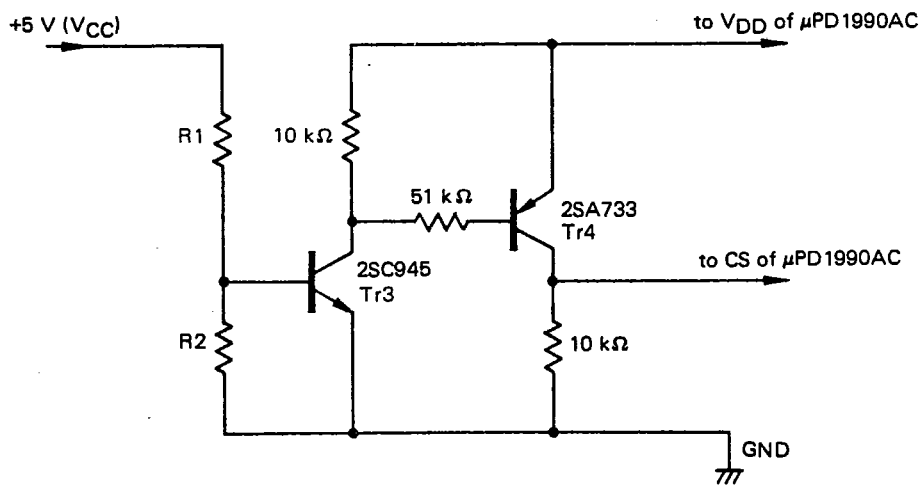 +5 V (VCC)
to VDD of μPD1990AC
R1
10 kΩ
51 kΩ
2SA733
Tr4
2SC945
Tr3
to CS of μPD1990AC
R2
10 kΩ
GND